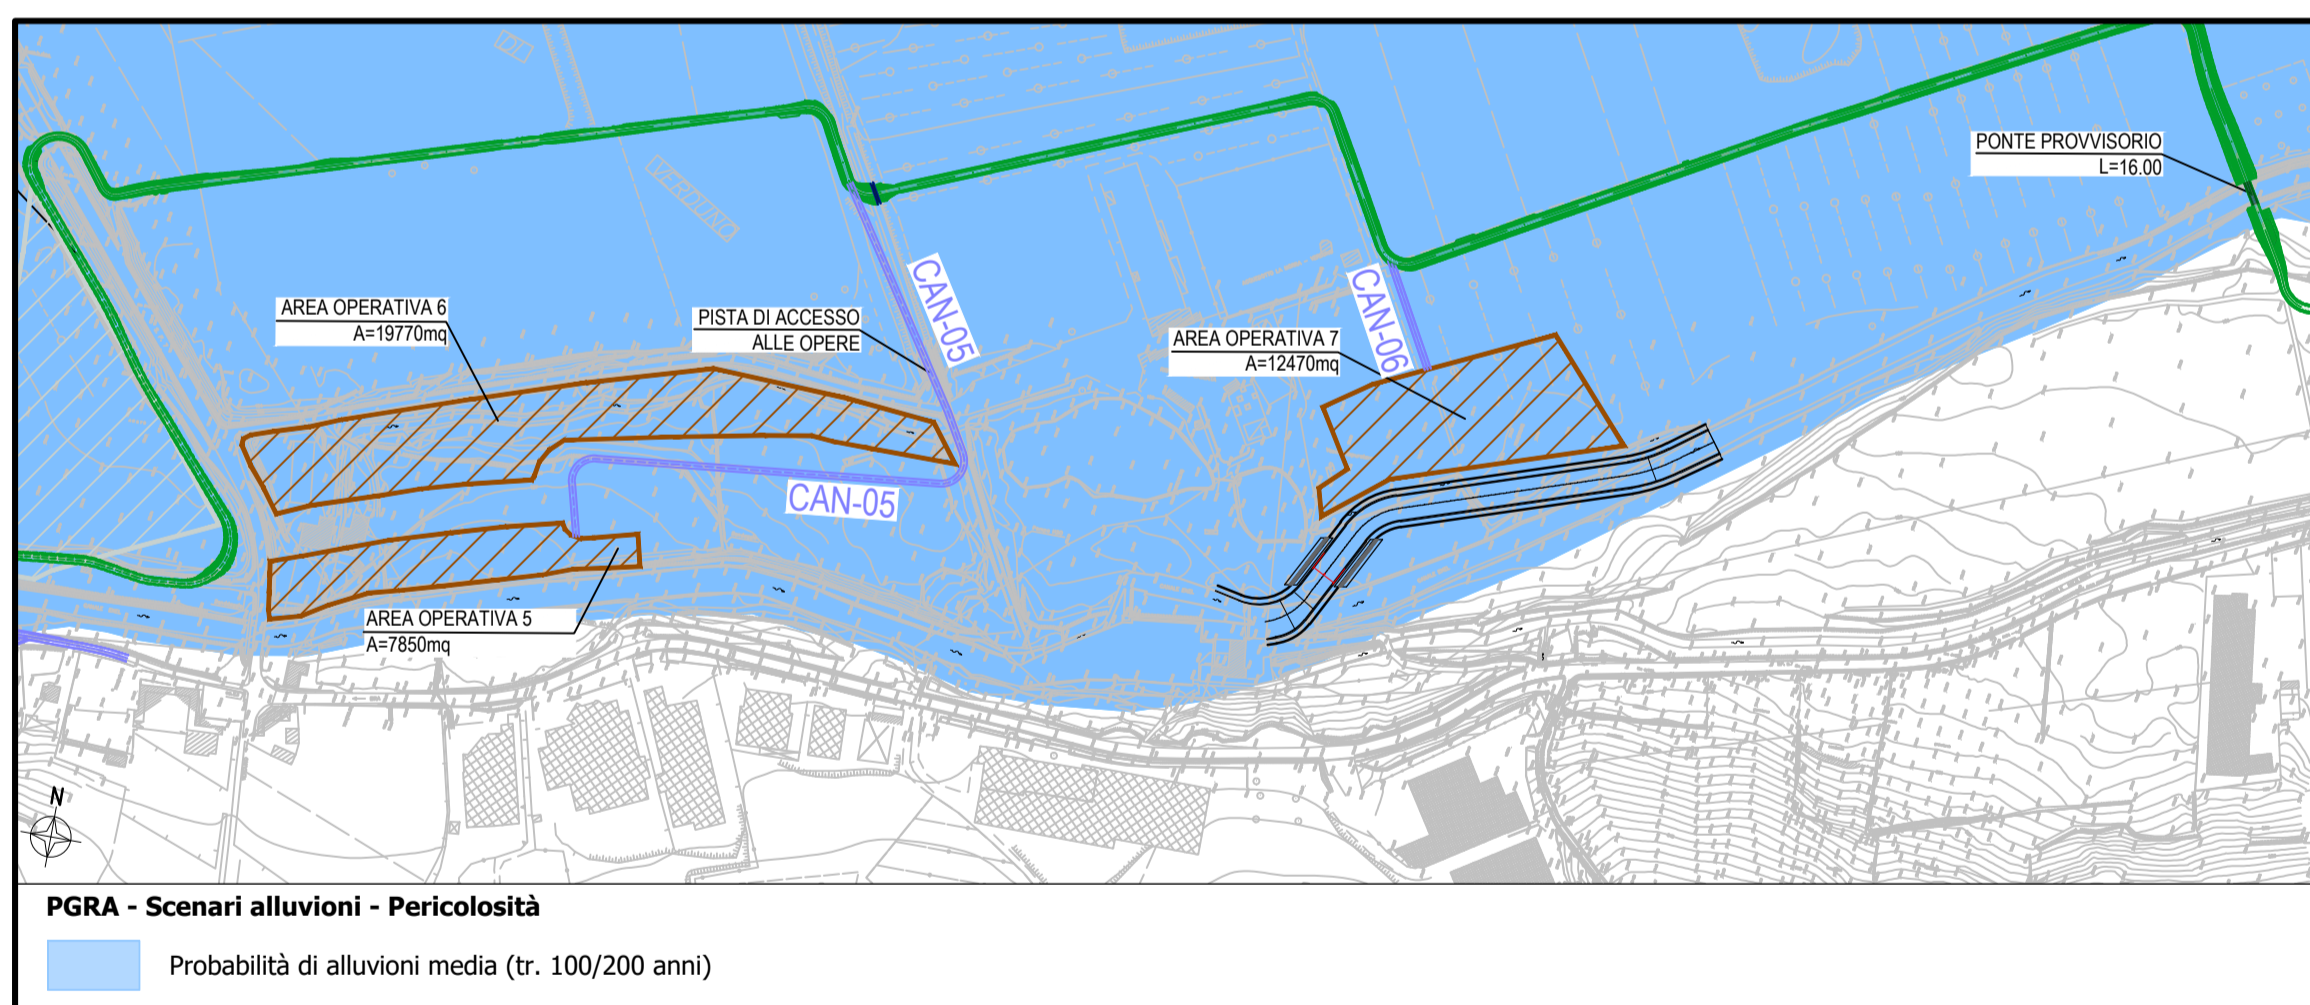 DI
VERDUNO
PONTE PROVVISORIO
L=16.00
AREA OPERATIVA 6
A=19770mq
PISTA DI ACCESSO
ALLE OPERE
CAN-05
AREA OPERATIVA 7
A=12470mq
CAN-06
CAN-05
AREA OPERATIVA 5
A=7850mq
N
PGRA - Scenari alluvioni - Pericolosità
Probabilità di alluvioni media (tr. 100/200 anni)